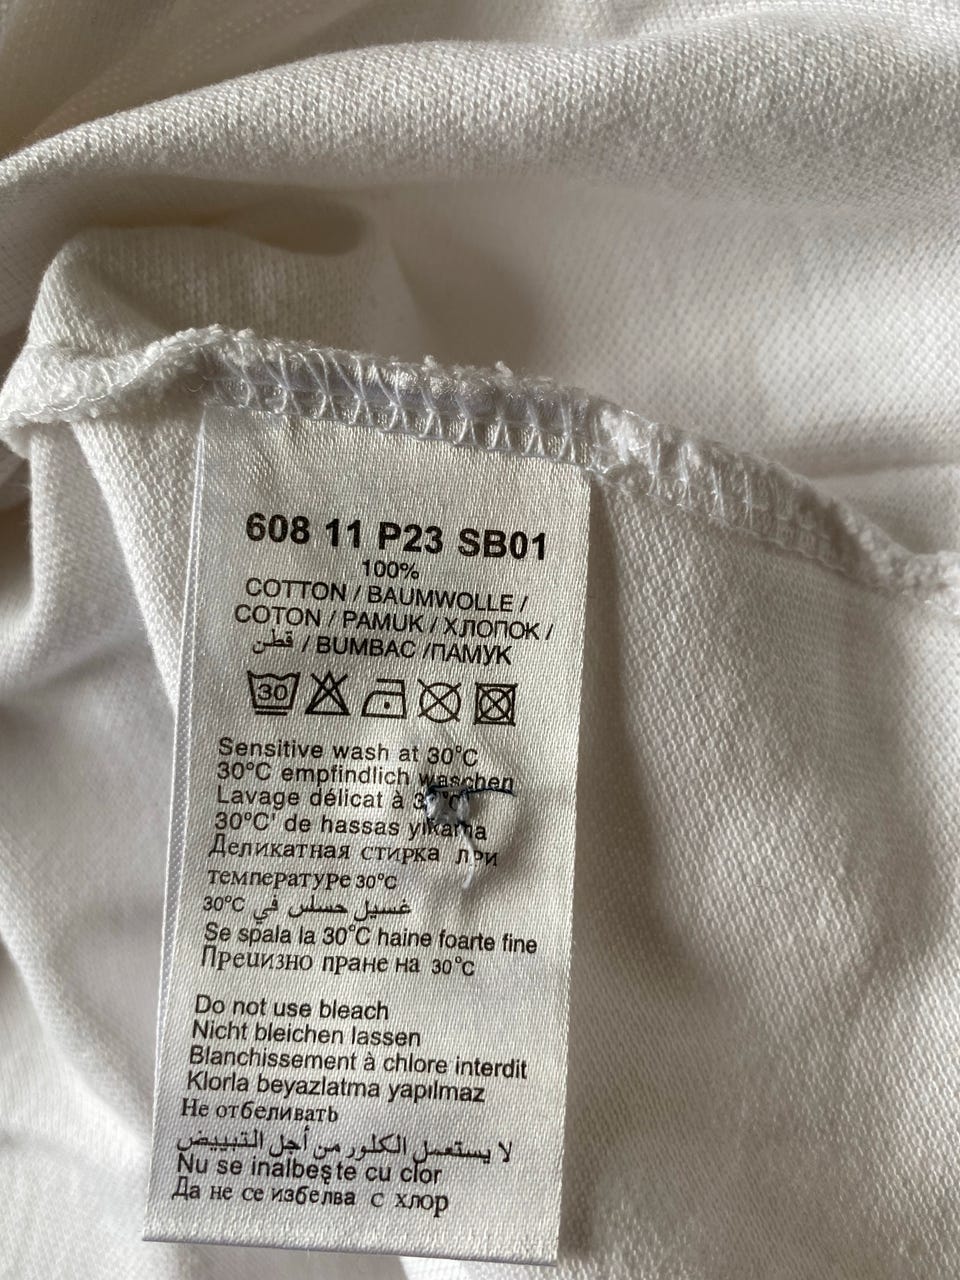 608 11 P23 SB01
100%
COTTON / BAUMWOLLE /
COTON / PAMUK / ХЛОПОК /
قطن / BUMBAC /ПАМУК
30
Sensitive wash at 30°C
30°C empfindlich waschen
Lavage délicat à 30°C
30°C' de hassas yıkama
Деликатная стирка при
температуре 30°C
غسيل حسلس في 30°C
Se spala la 30°C haine foarte fine
Прецизно пране на 30°C
Do not use bleach
Nicht bleichen lassen
Blanchissement à chlore interdit
Klorla beyazlatma yapılmaz
Не отбеливать
لا يستعمل الكلور من أجل التبييض
Nu se inalbeşte cu clor
Да не се избелва с хлор